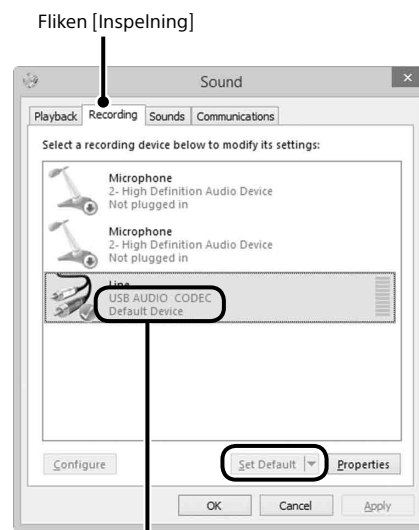 Fliken [Inspelning]
Sound
Playback Recording Sounds Communications
Select a recording device below to modify its settings:
Microphone
2- High Definition Audio Device
Not plugged in
Microphone
2- High Definition Audio Device
Not plugged in
Line
USB AUDIO CODEC
Default Device
Configure Set Default Properties
OK Cancel Apply